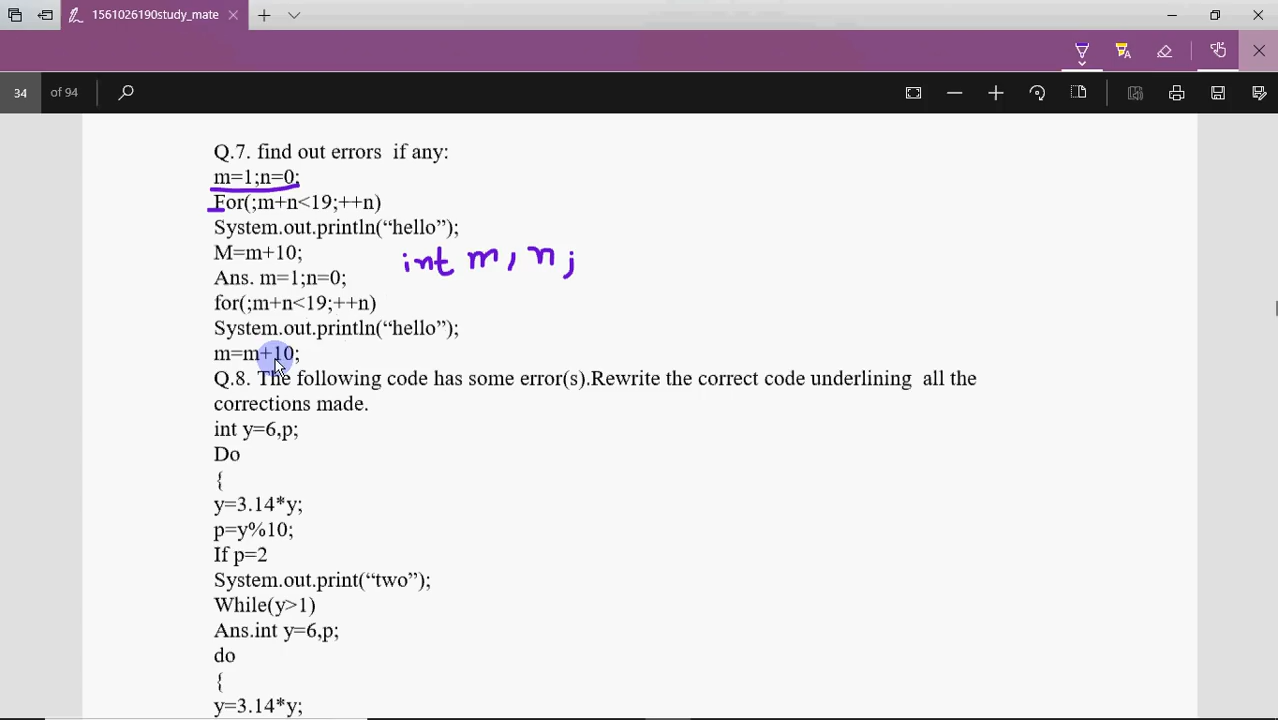 1561026190study_mate
34 of 94
Q.7. find out errors  if any:
m=1;n=0;
For(;m+n<19;++n)
System.out.println(“hello”);
M=m+10;
int m, n;
Ans. m=1;n=0;
for(;m+n<19;++n)
System.out.println(“hello”);
m=m+10;
Q.8. The following code has some error(s).Rewrite the correct code underlining  all the
corrections made.
int y=6,p;
Do
{
y=3.14*y;
p=y%10;
If p=2
System.out.print(“two”);
While(y>1)
Ans.int y=6,p;
do
{
y=3.14*y;